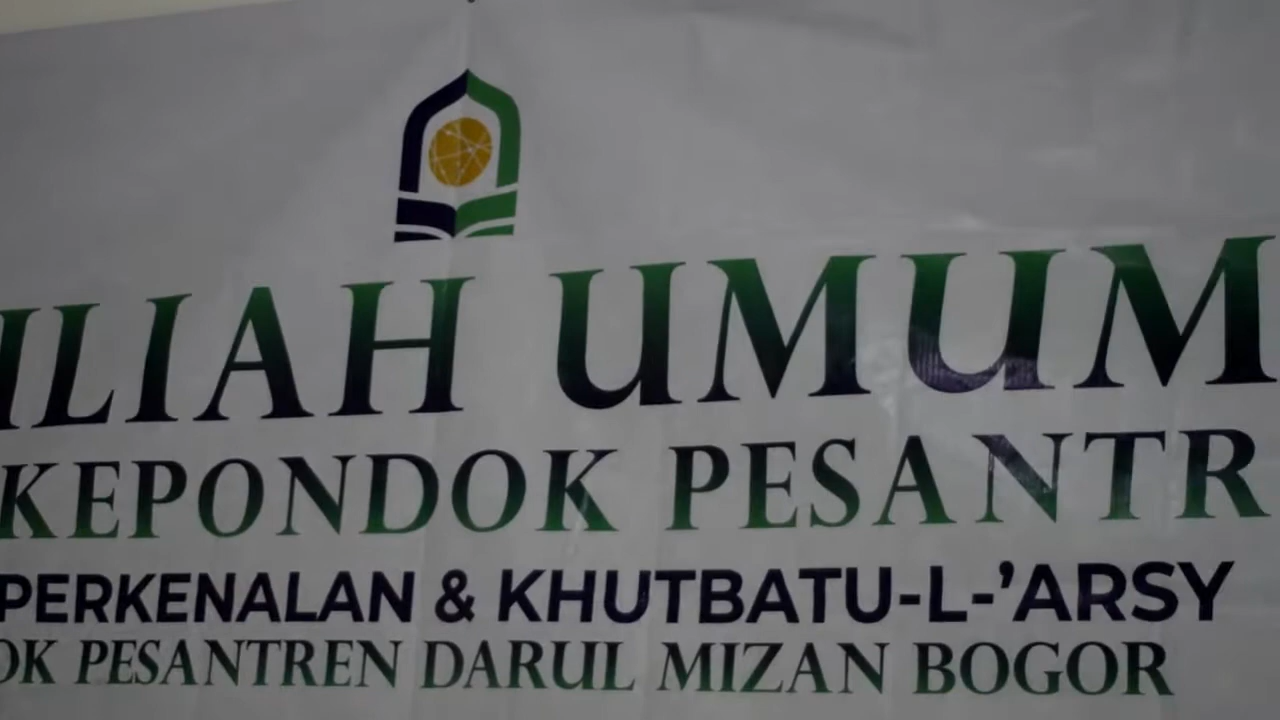 ILIAH UMUM
KEPONDOK PESANTR
PERKENALAN & KHUTBATU-L-'ARSY
OK PESANTREN DARUL MIZAN BOGOR